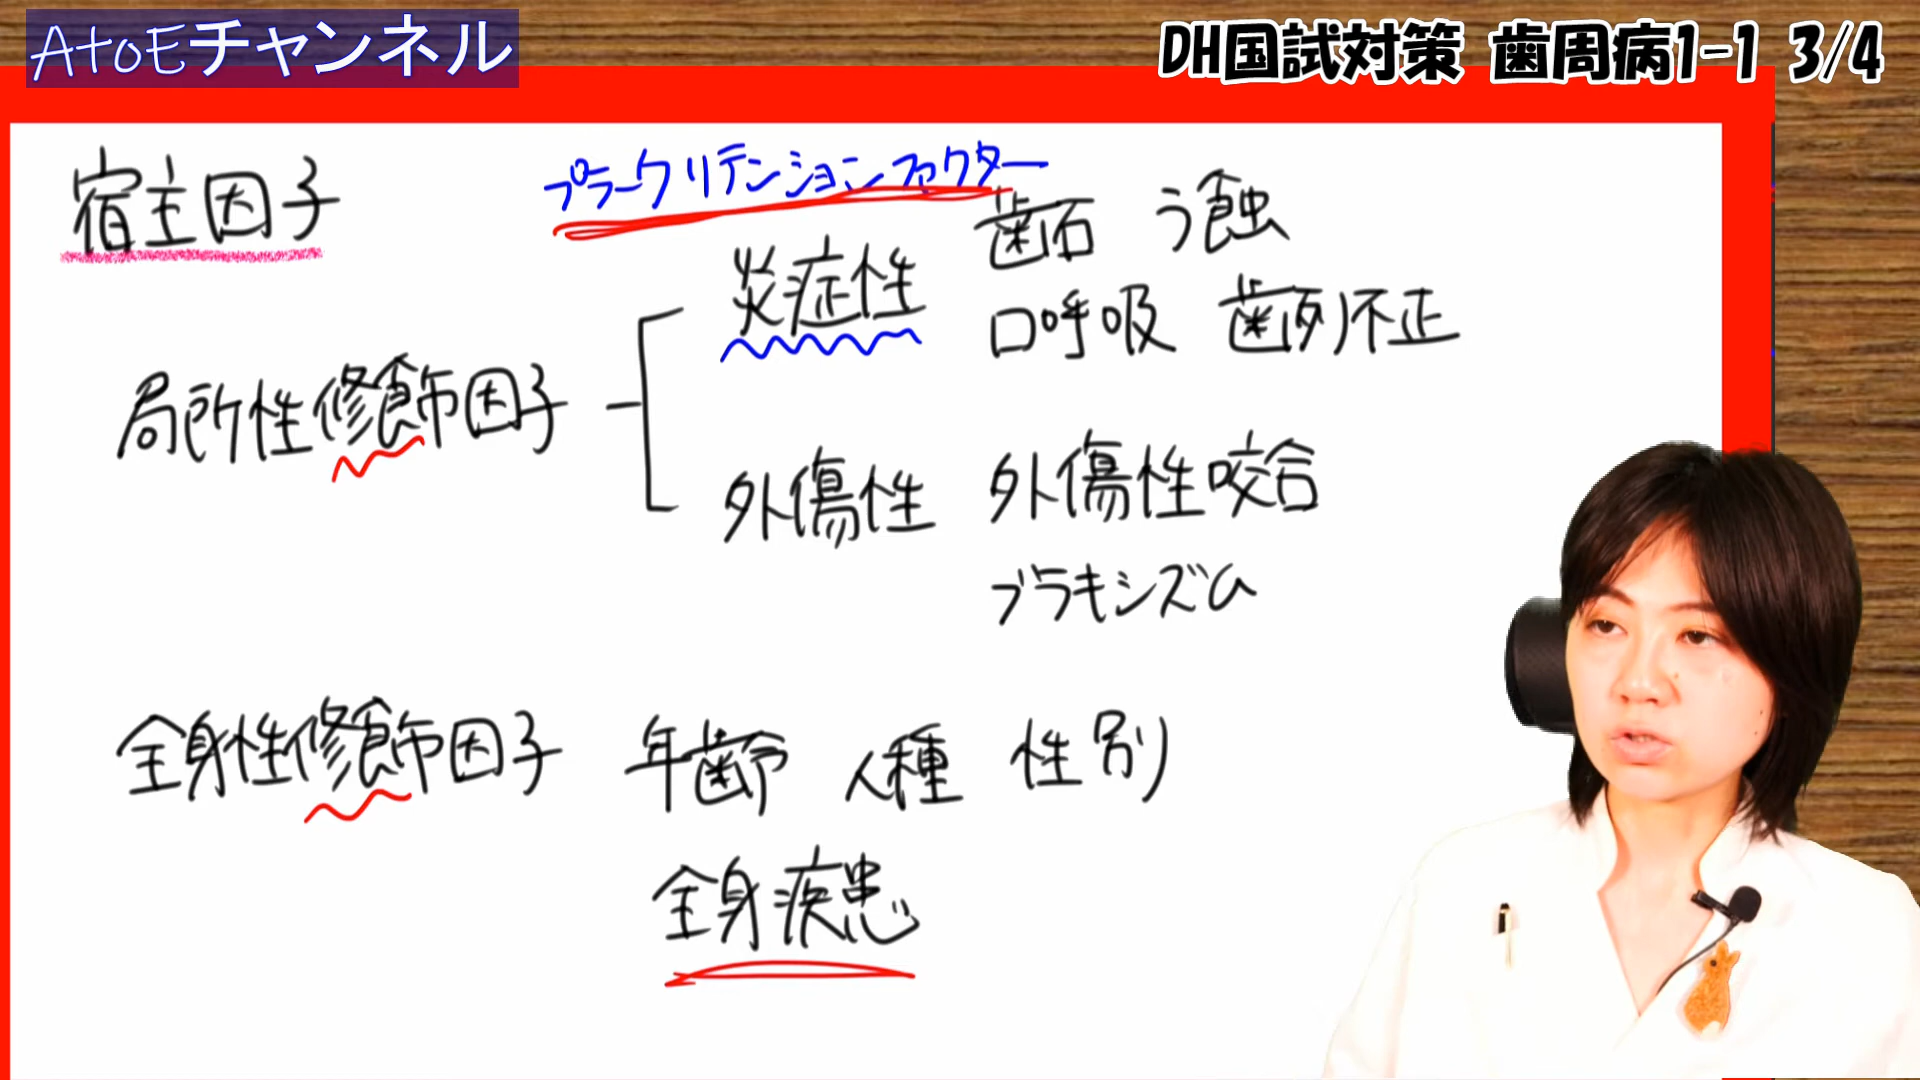 AtoEチャンネル
DH国試対策 歯周病1-1 3/4
宿主因子
プラークリテンションファクター
局所性修飾因子
炎症性
歯石 う蝕
口呼吸 歯列不正
外傷性
外傷性咬合
ブラキシズム
全身性修飾因子
年齢 人種 性別
全身疾患